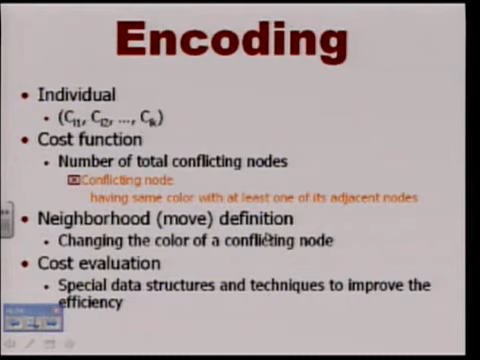 Encoding
• Individual
• (Ci1, Ci2, ..., Cik)
• Cost function
• Number of total conflicting nodes
Conflicting node
having same color with at least one of its adjacent nodes
• Neighborhood (move) definition
• Changing the color of a conflicting node
• Cost evaluation
• Special data structures and techniques to improve the
efficiency